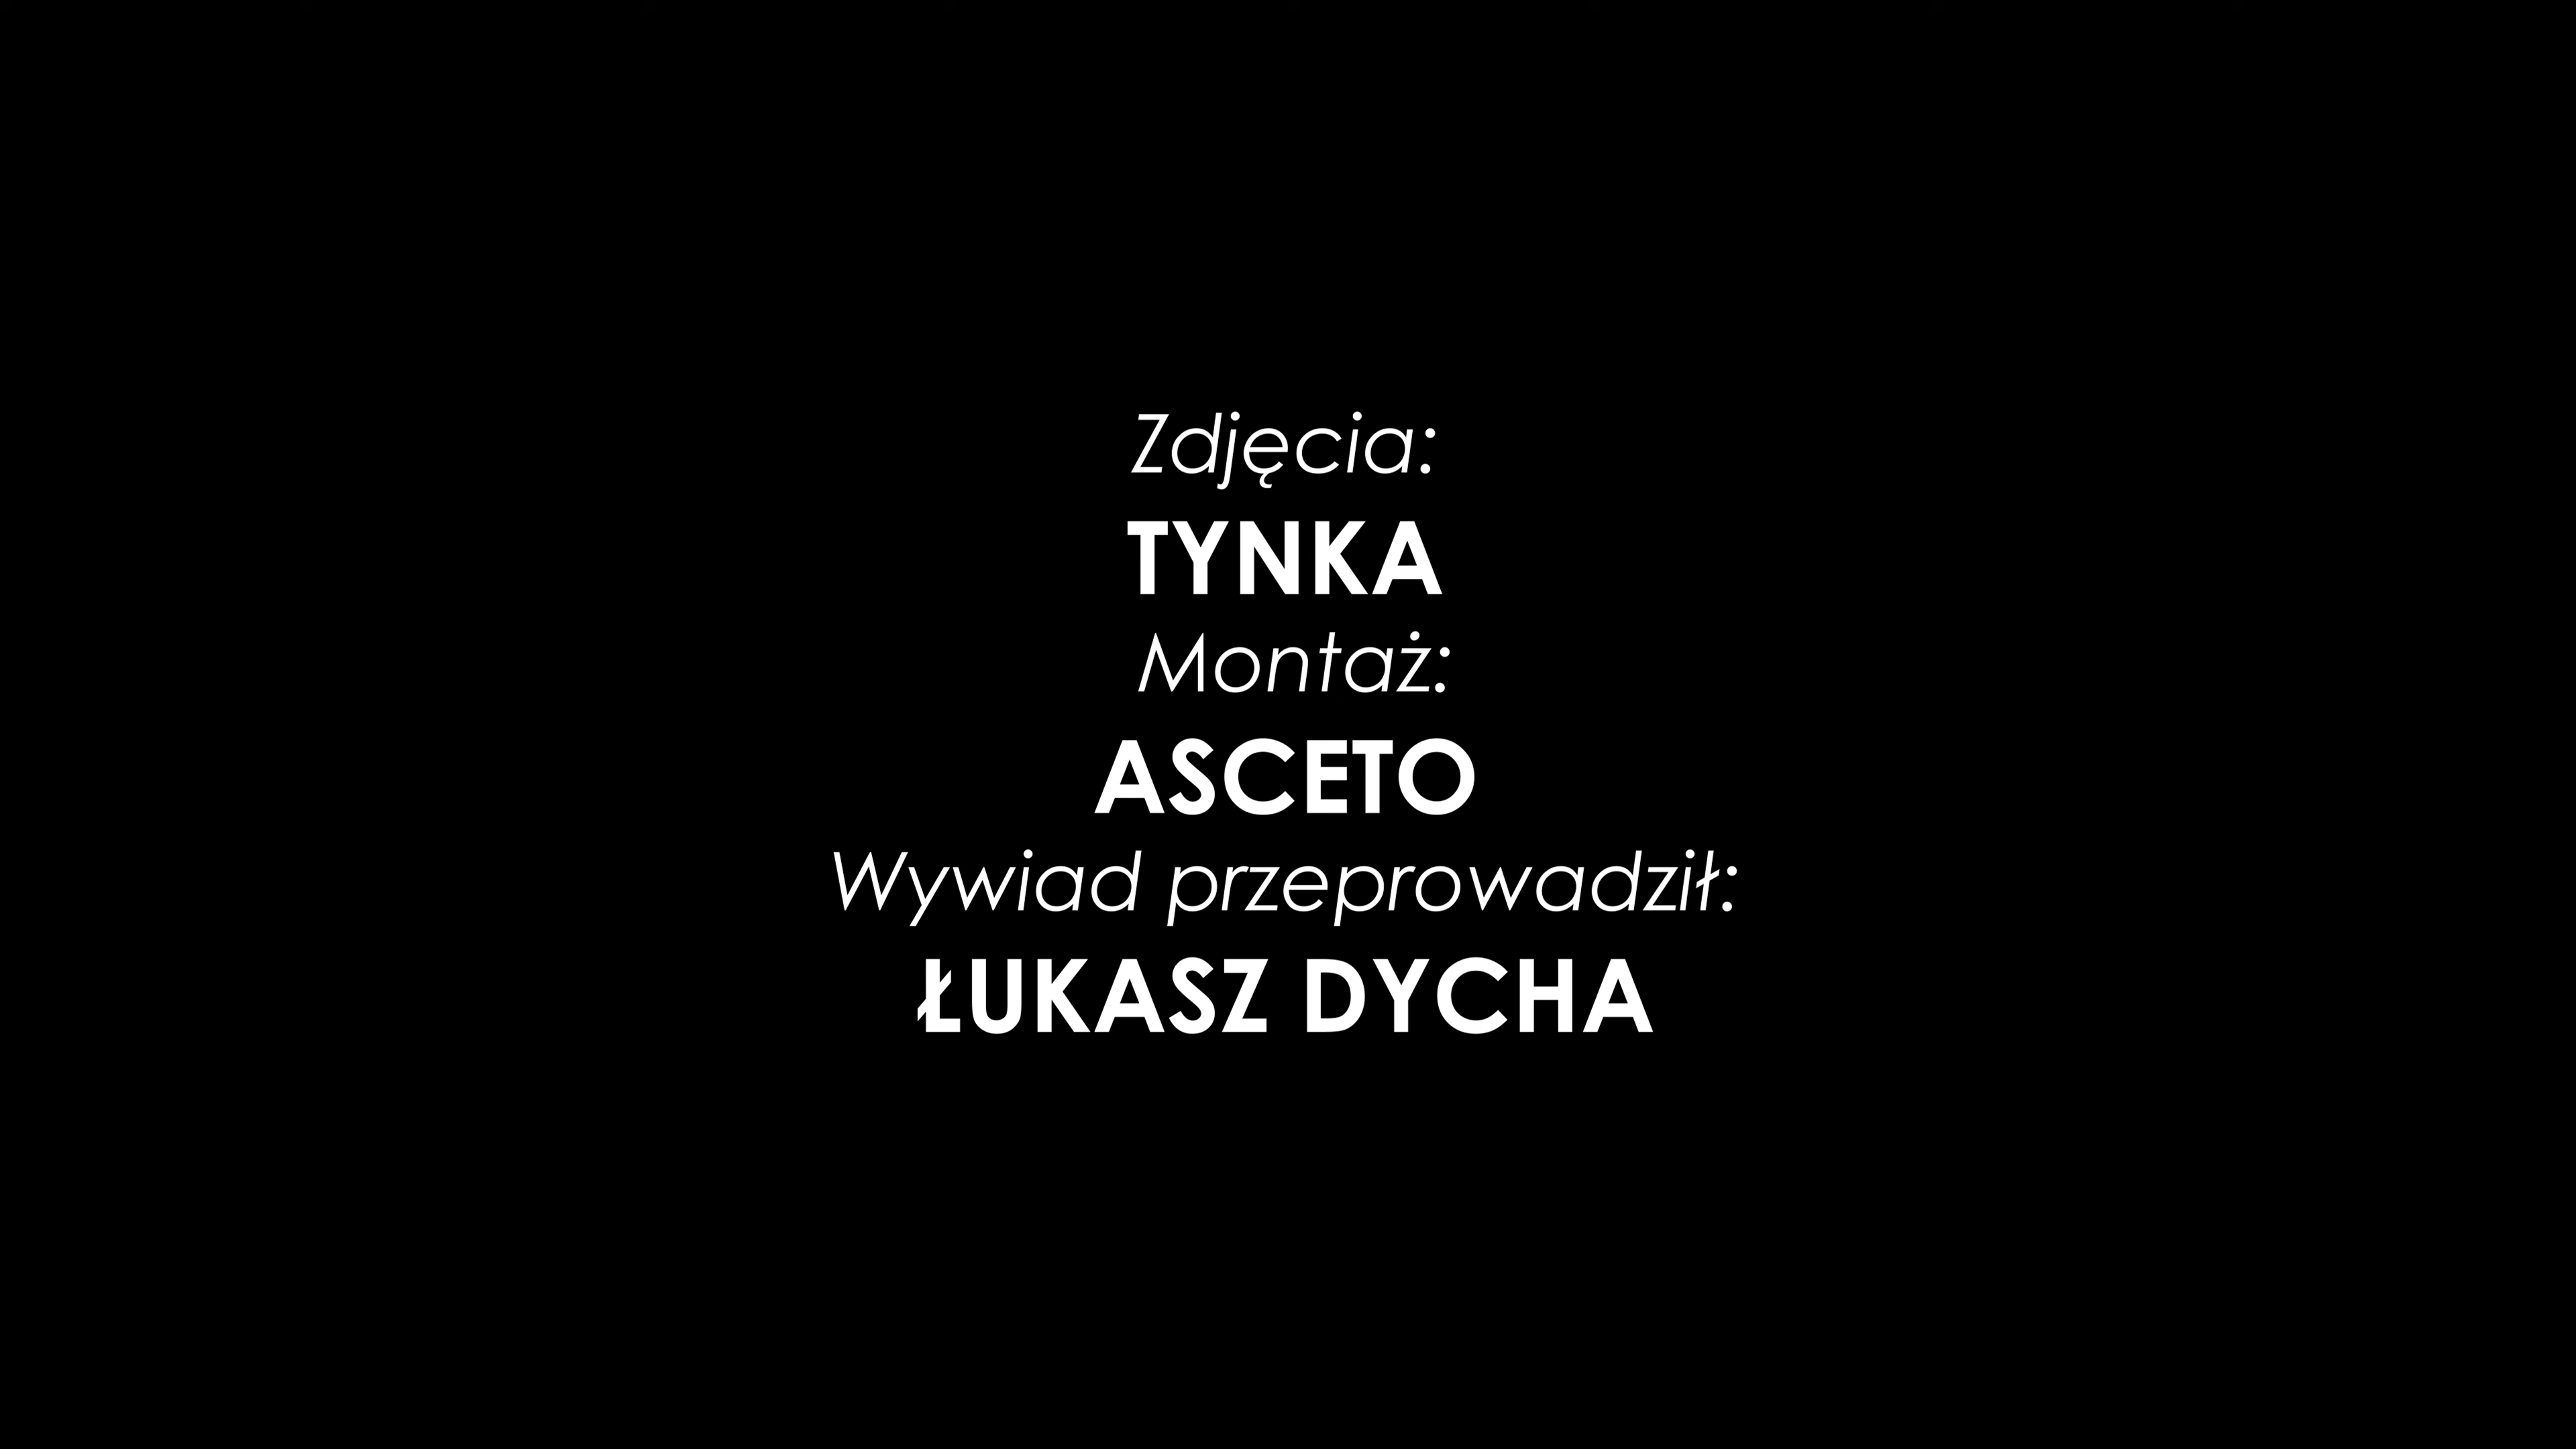 Zdjęcia:
TYNKA
Montaż:
ASCETO
Wywiad przeprowadził:
ŁUKASZ DYCHA